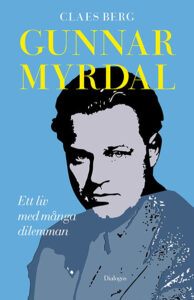 CLAES BERG
GUNNAR
MYRDAL
Ett liv
med många
dilemman
Dialogos